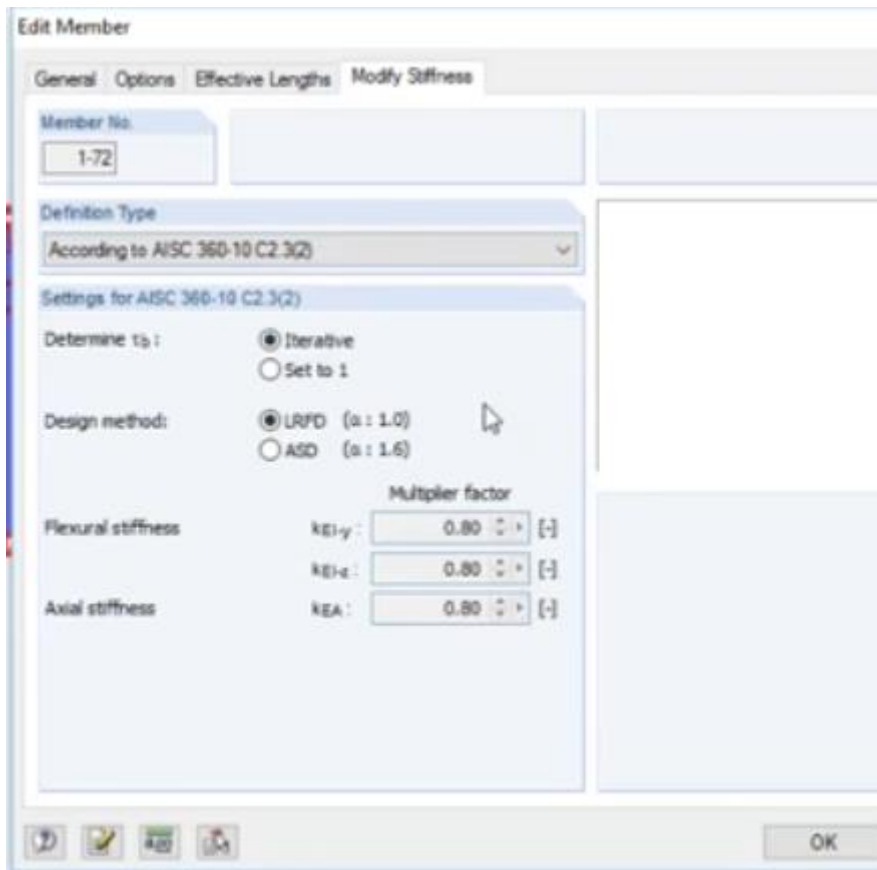 Edit Member
General Options Effective Lengths Modify Stiffness
Member No.
1-72
Definition Type
According to AISC 360-10 C2.3(2)
Settings for AISC 360-10 C2.3(2)
Determine τb : Iterative
Set to 1
Design method: LRFD (α : 1.0)
ASD (α : 1.6)
Multiplier factor
Flexural stiffness kEI-y : 0.80 [-]
kEI-z : 0.80 [-]
Axial stiffness kEA : 0.80 [-]
OK